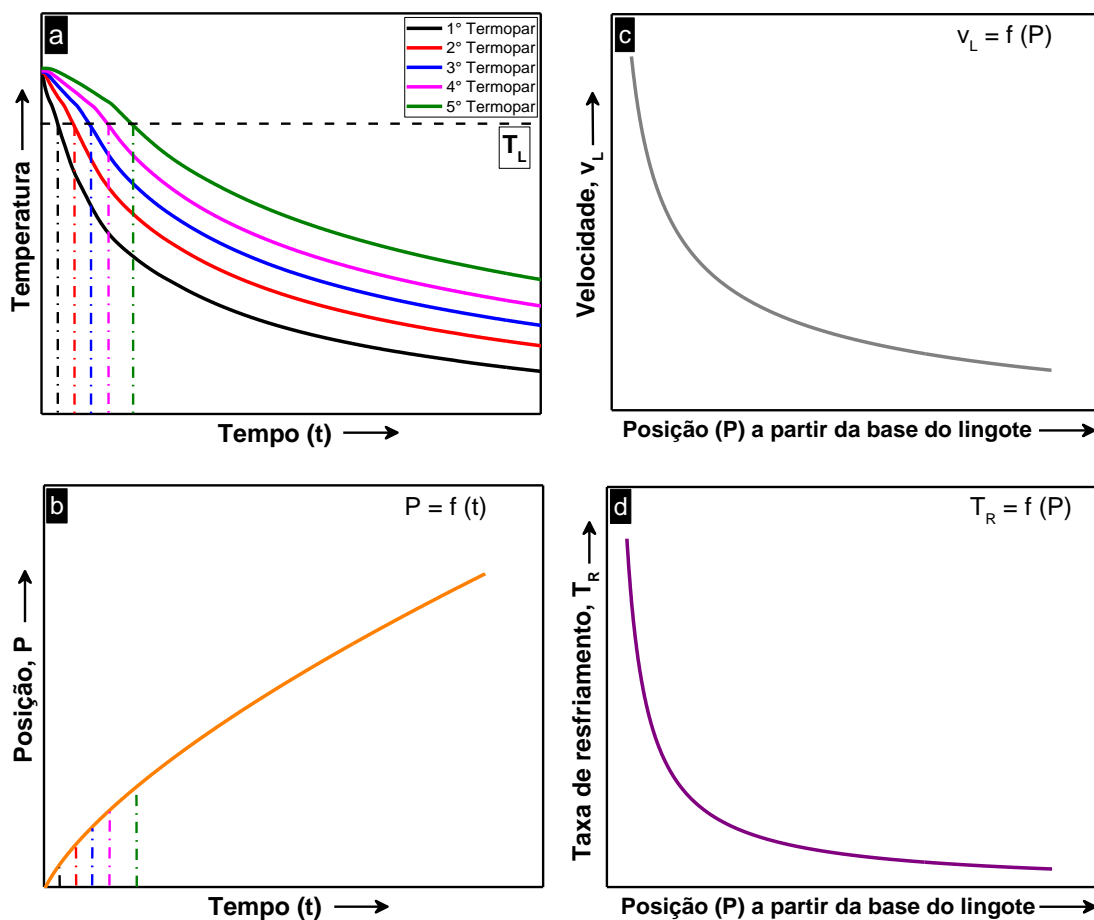 a
1° Termopar
2° Termopar
3° Termopar
4° Termopar
5° Termopar
T_L
Temperatura
Tempo (t)
c
v_L = f (P)
Velocidade, v_L
Posição (P) a partir da base do lingote
b
P = f (t)
Posição, P
Tempo (t)
d
T_R = f (P)
Taxa de resfriamento, T_R
Posição (P) a partir da base do lingote